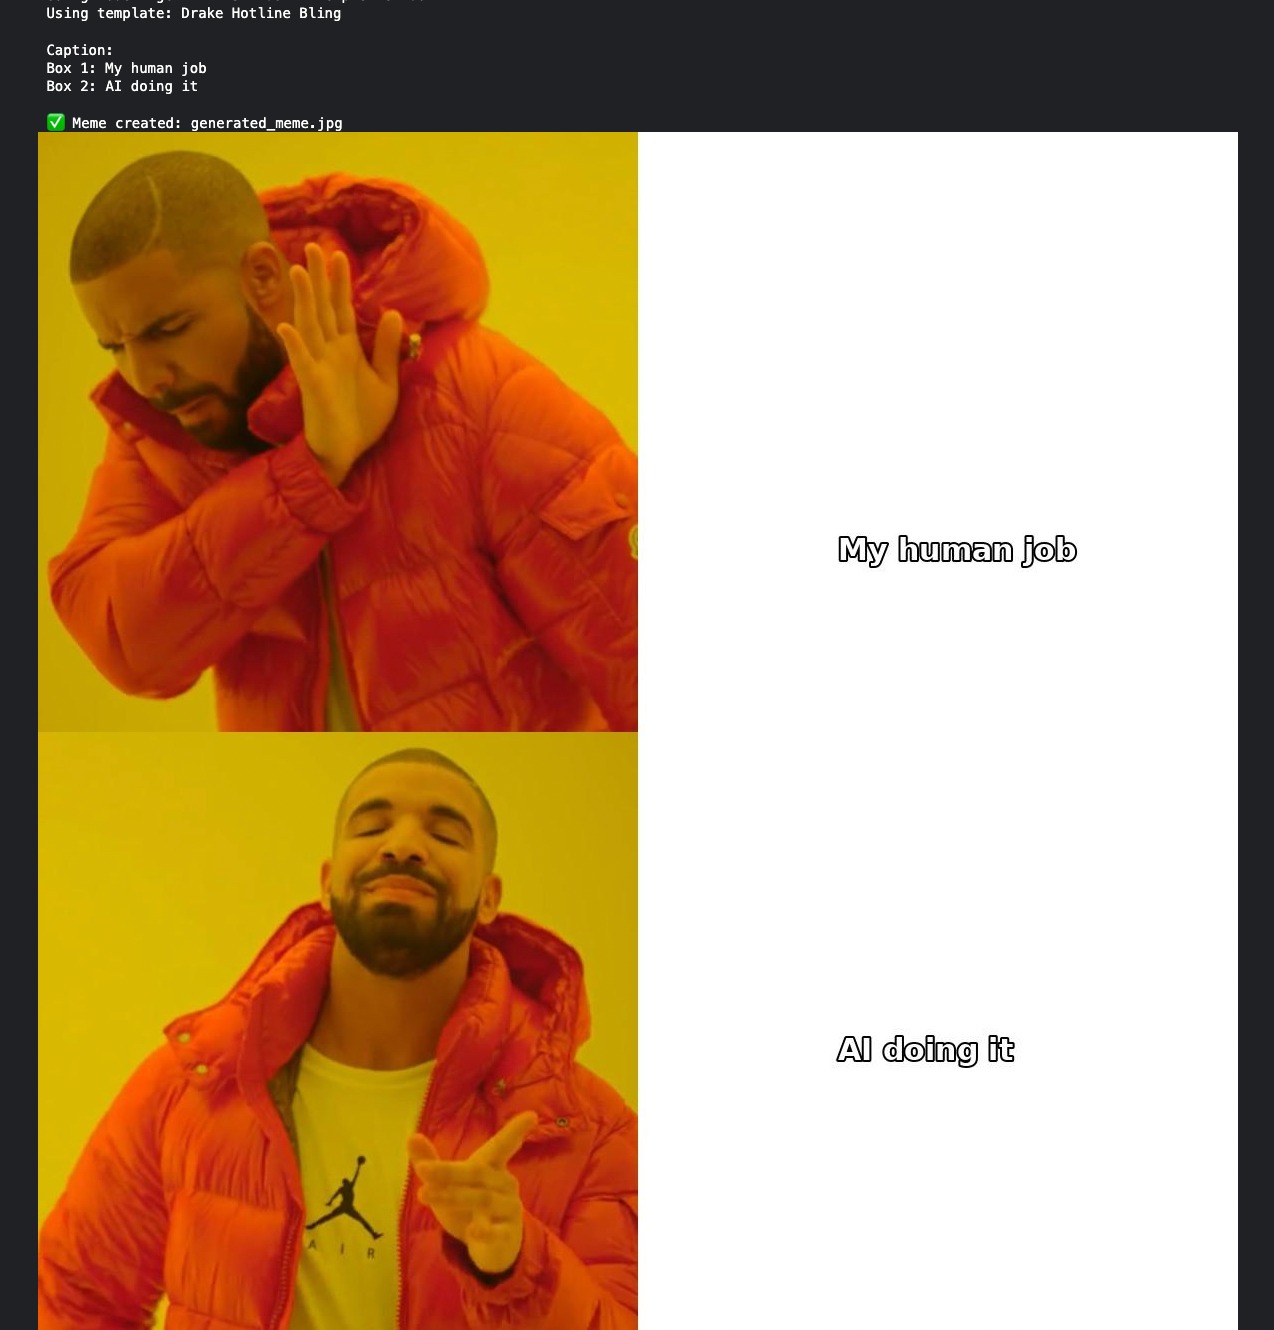 Using template: Drake Hotline Bling
Caption:
Box 1: My human job
Box 2: AI doing it
✅ Meme created: generated_meme.jpg
My human job
AI doing it
AIR